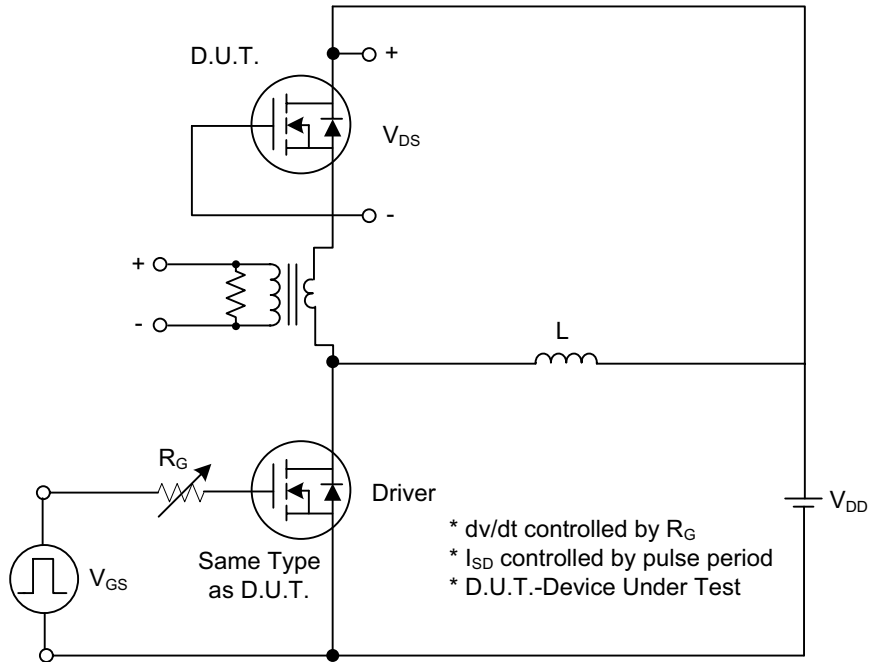 D.U.T.
+
V_DS
-
+
-
L
R_G
Driver
V_DD
V_GS
Same Type
as D.U.T.
* dv/dt controlled by R_G
* I_SD controlled by pulse period
* D.U.T.-Device Under Test